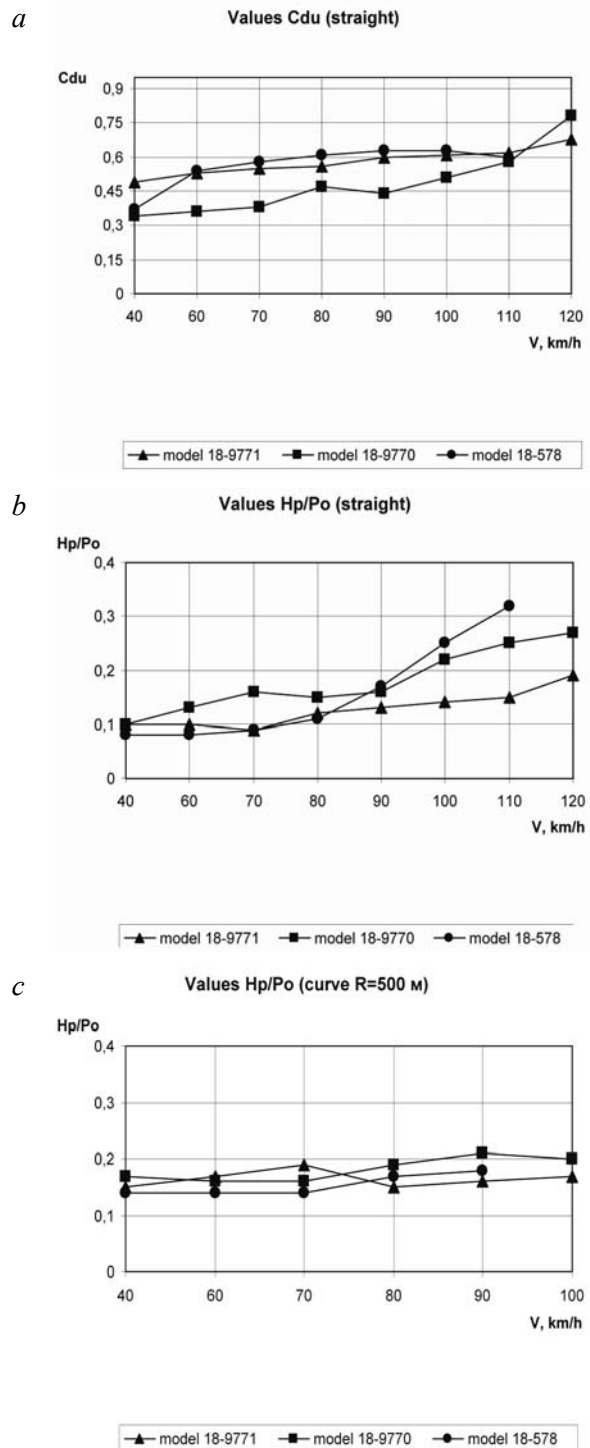 a
Values Cdu (straight)
Cdu
0,9
0,75
0,6
0,45
0,3
0,15
0
40 60 70 80 90 100 110 120
V, km/h
model 18-9771 model 18-9770 model 18-578
b
Values Hp/Po (straight)
Hp/Po
0,4
0,3
0,2
0,1
0
40 60 70 80 90 100 110 120
V, km/h
model 18-9771 model 18-9770 model 18-578
c
Values Hp/Po (curve R=500 м)
Hp/Po
0,4
0,3
0,2
0,1
0
40 60 70 80 90 100
V, km/h
model 18-9771 model 18-9770 model 18-578